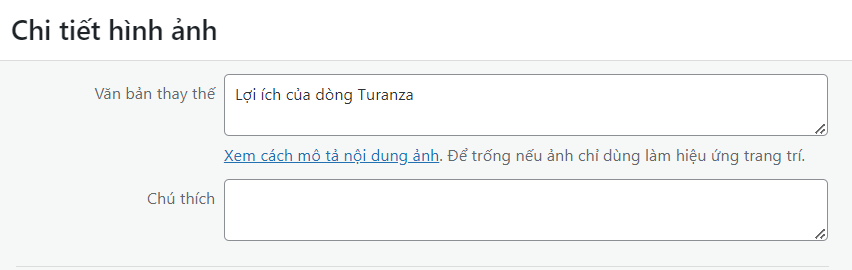 Chi tiết hình ảnh
Văn bản thay thế
Lợi ích của dòng Turanza
Xem cách mô tả nội dung ảnh. Để trống nếu ảnh chỉ dùng làm hiệu ứng trang trí.
Chú thích